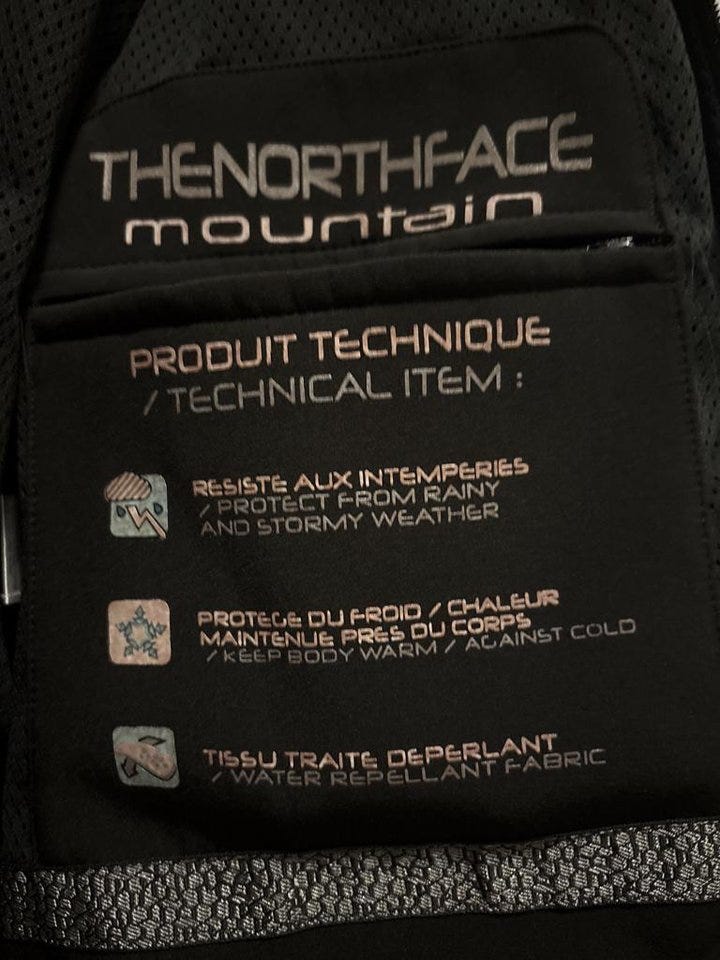 THENORTHFACE
mountain
PRODUIT TECHNIQUE
/ TECHNICAL ITEM :
RESISTE AUX INTEMPERIES
/ PROTECT FROM RAINY
AND STORMY WEATHER
PROTEGE DU FROID / CHALEUR
MAINTENUE PRES DU CORPS
/ KEEP BODY WARM / AGAINST COLD
TISSU TRAITE DEPERLANT
/ WATER REPELLANT FABRIC